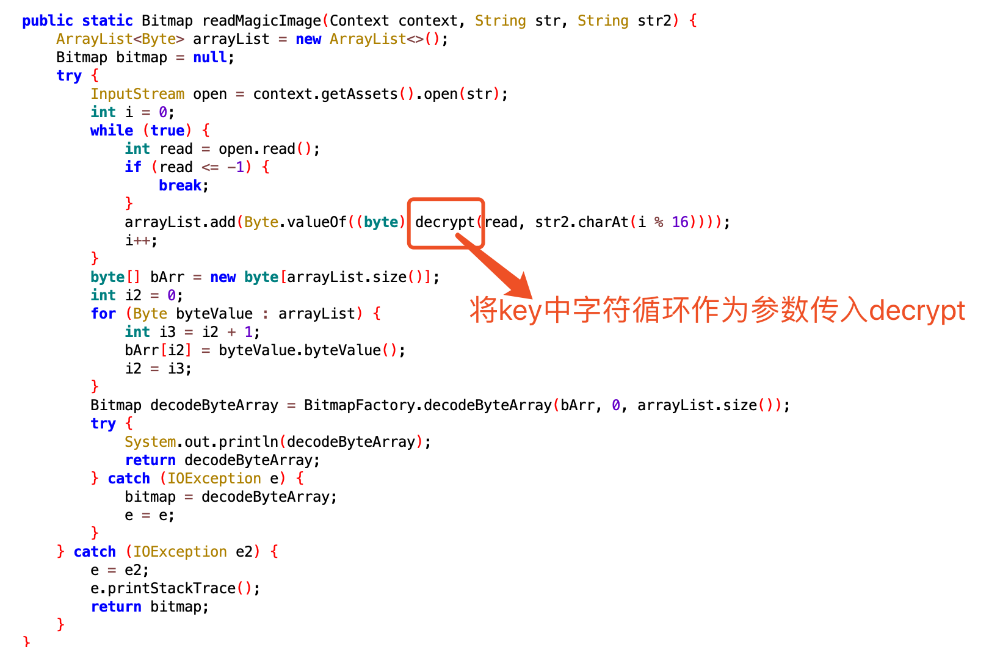 public static Bitmap readMagicImage(Context context, String str, String str2) {
    ArrayList<Byte> arrayList = new ArrayList<>();
    Bitmap bitmap = null;
    try {
        InputStream open = context.getAssets().open(str);
        int i = 0;
        while (true) {
            int read = open.read();
            if (read <= -1) {
                break;
            }
            arrayList.add(Byte.valueOf((byte) decrypt(read, str2.charAt(i % 16))));
            i++;
        }
        byte[] bArr = new byte[arrayList.size()];
        int i2 = 0;
        for (Byte byteValue : arrayList) {
将key中字符循环作为参数传入decrypt
            int i3 = i2 + 1;
            bArr[i2] = byteValue.byteValue();
            i2 = i3;
        }
        Bitmap decodeByteArray = BitmapFactory.decodeByteArray(bArr, 0, arrayList.size());
        try {
            System.out.println(decodeByteArray);
            return decodeByteArray;
        } catch (IOException e) {
            bitmap = decodeByteArray;
            e = e;
        }
    } catch (IOException e2) {
        e = e2;
        e.printStackTrace();
        return bitmap;
    }
}